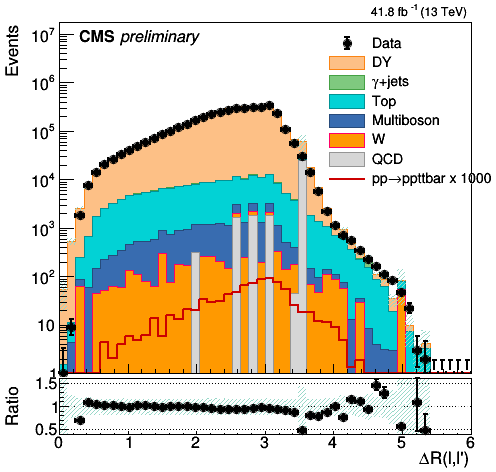 41.8 fb⁻¹ (13 TeV)
CMS preliminary
Events
10⁷
10⁶
10⁵
10⁴
10³
10²
10
1
Data
DY
γ+jets
Top
Multiboson
W
QCD
pp→ppttbar x 1000
Ratio
1.5
1
0.5
0 1 2 3 4 5 6
ΔR(l,l')